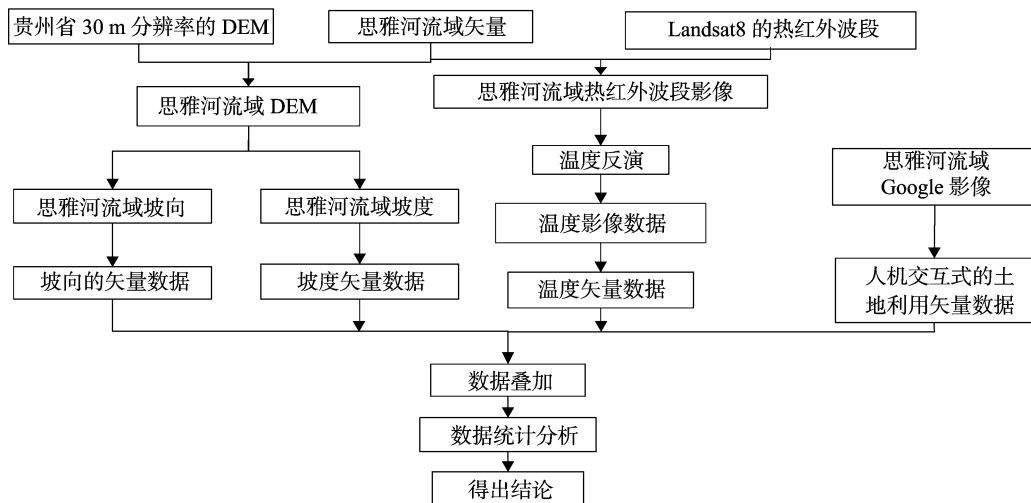 贵州省 30 m 分辨率的 DEM
思雅河流域矢量
Landsat8 的热红外波段
思雅河流域 DEM
思雅河流域热红外波段影像
温度反演
思雅河流域
Google 影像
思雅河流域坡向
思雅河流域坡度
温度影像数据
坡向的矢量数据
坡度矢量数据
温度矢量数据
人机交互式的土
地利用矢量数据
数据叠加
数据统计分析
得出结论